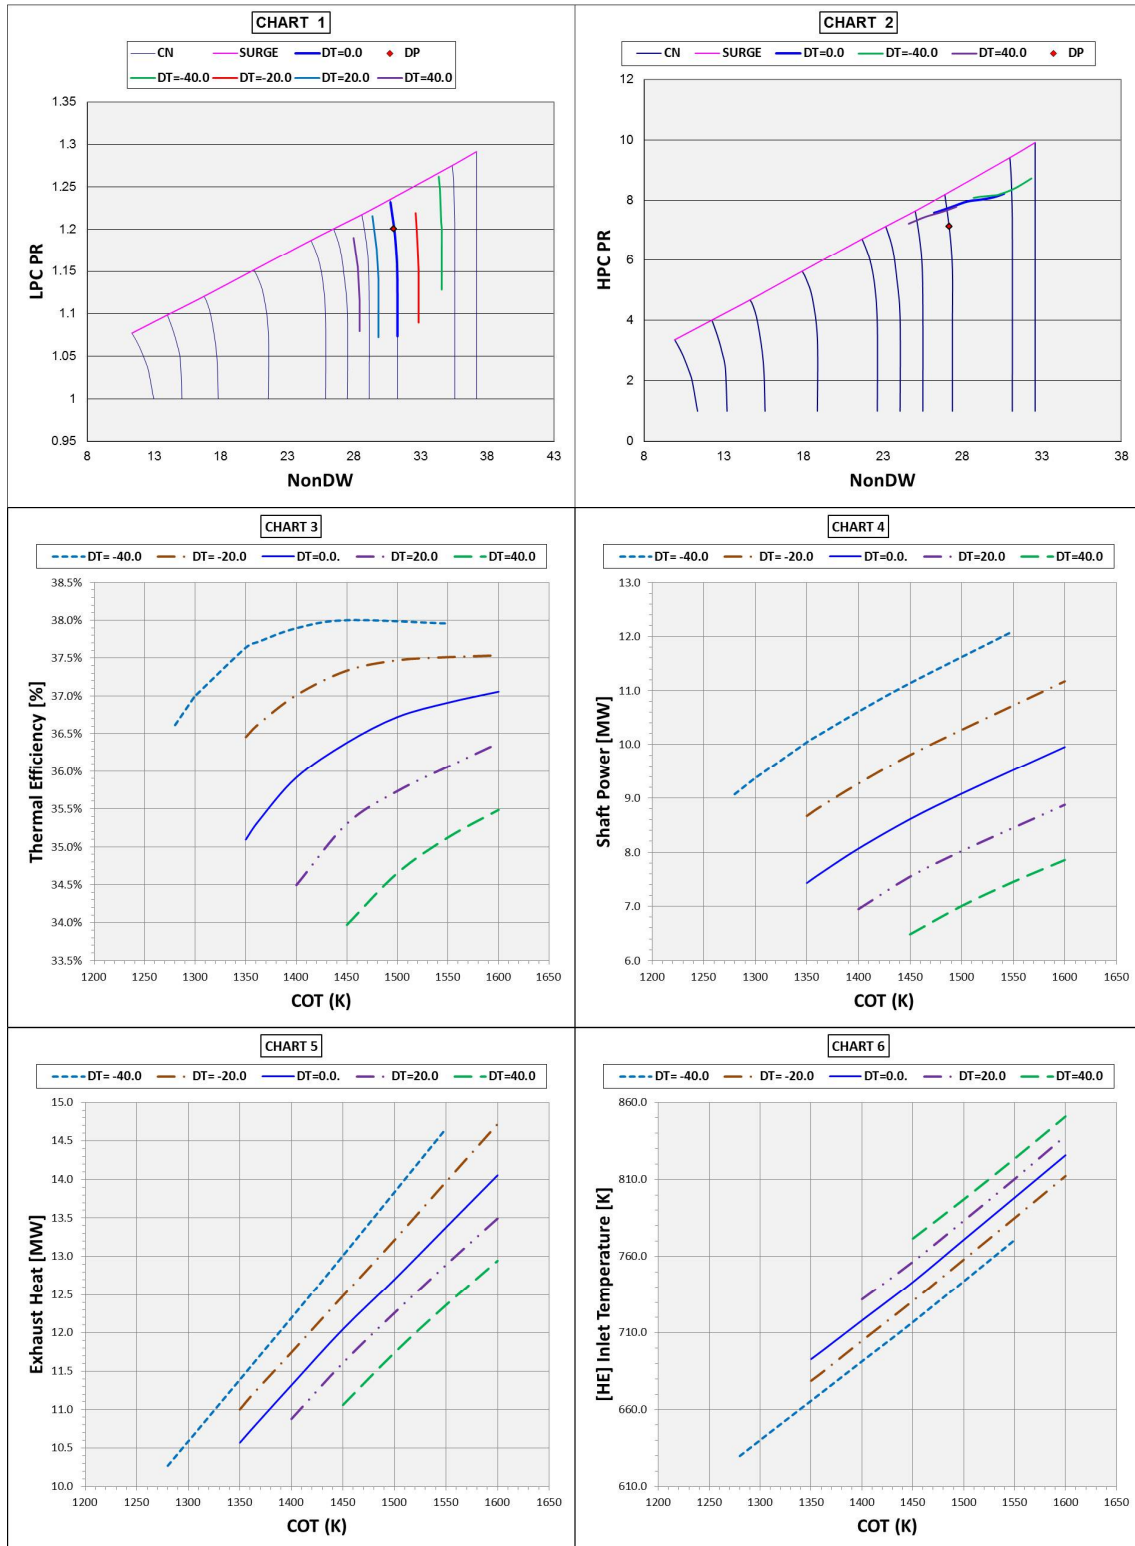 CHART 1
CN SURGE DT=0.0 DP
DT=-40.0 DT=-20.0 DT=20.0 DT=40.0
1.35
1.3
1.25
1.2
1.15
1.1
1.05
1
0.95
LPC PR
8 13 18 23 28 33 38 43
NonDW
CHART 2
CN SURGE DT=0.0 DT=-40.0
DT=40.0 DP
12
10
8
6
4
2
0
HPC PR
8 13 18 23 28 33 38
NonDW
CHART 3
DT= -40.0 DT= -20.0 DT=0.0. DT=20.0 DT=40.0
38.5%
38.0%
37.5%
37.0%
36.5%
36.0%
35.5%
35.0%
34.5%
34.0%
33.5%
Thermal Efficiency [%]
1200 1250 1300 1350 1400 1450 1500 1550 1600 1650
COT (K)
CHART 4
DT= -40.0 DT= -20.0 DT=0.0. DT=20.0 DT=40.0
13.0
12.0
11.0
10.0
9.0
8.0
7.0
6.0
Shaft Power [MW]
1200 1250 1300 1350 1400 1450 1500 1550 1600 1650
COT (K)
CHART 5
DT= -40.0 DT= -20.0 DT=0.0. DT=20.0 DT=40.0
15.0
14.5
14.0
13.5
13.0
12.5
12.0
11.5
11.0
10.5
10.0
Exhaust Heat [MW]
1200 1250 1300 1350 1400 1450 1500 1550 1600 1650
COT (K)
CHART 6
DT= -40.0 DT= -20.0 DT=0.0. DT=20.0 DT=40.0
860.0
810.0
760.0
710.0
660.0
610.0
[HE] Inlet Temperature [K]
1200 1250 1300 1350 1400 1450 1500 1550 1600 1650
COT (K)